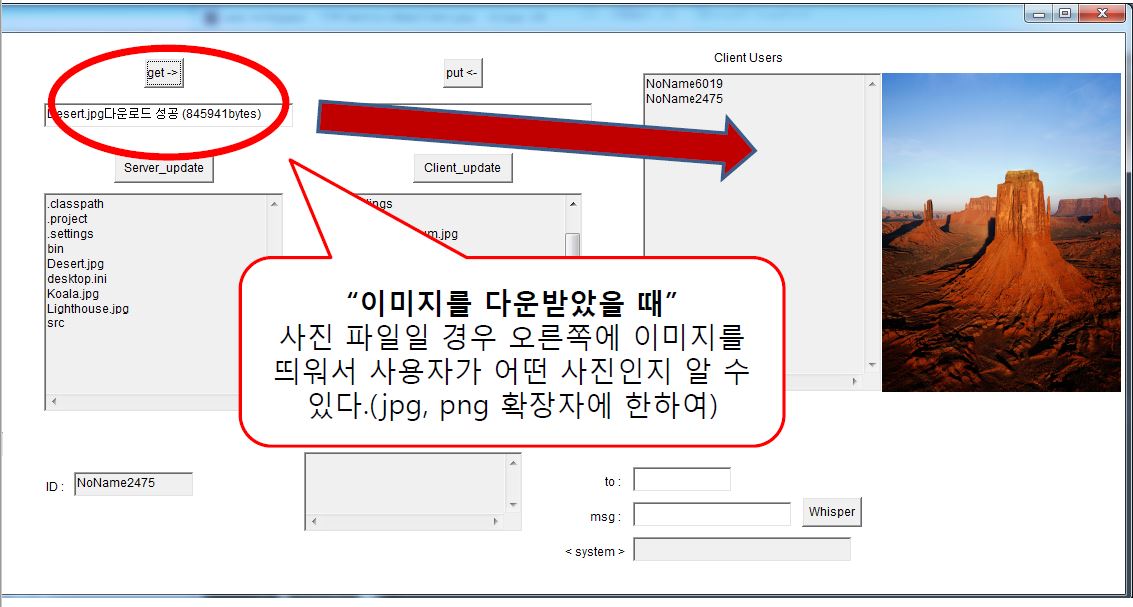 Client Users
get ->
put <-
NoName6019
NoName2475
Desert.jpg다운로드 성공 (845941bytes)
Server_update
Client_update
.classpath
.project
.settings
bin
Desert.jpg
desktop.ini
Koala.jpg
Lighthouse.jpg
src
“이미지를 다운받았을 때”
사진 파일일 경우 오른쪽에 이미지를
띄워서 사용자가 어떤 사진인지 알 수
있다.(jpg, png 확장자에 한하여)
ID :
NoName2475
to :
msg :
Whisper
< system >